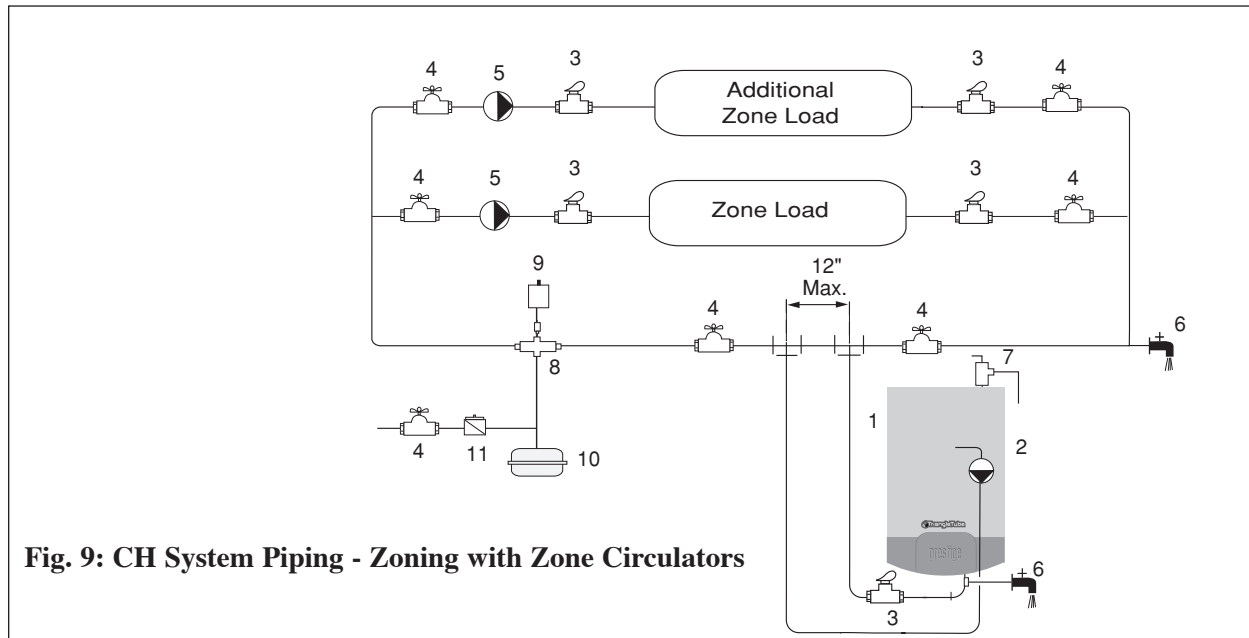 4 5 3 3 4
Additional
Zone Load
4 5 3 3 4
Zone Load
12"
Max.
9
4 4 6
7
8
1
2
4 11 10
TriangleTube
prestige
Fig. 9: CH System Piping - Zoning with Zone Circulators
6
3